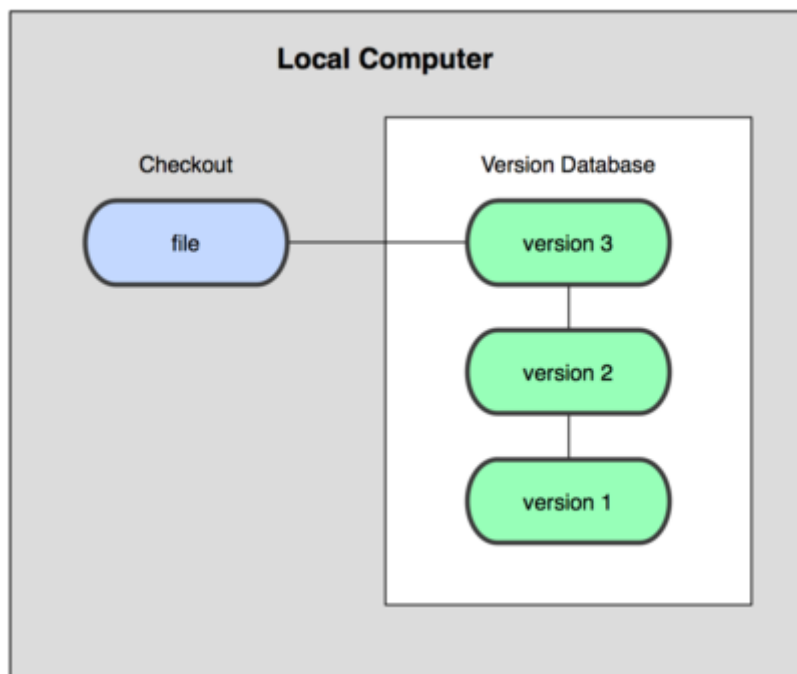 Local Computer
Checkout
Version Database
file
version 3
version 2
version 1